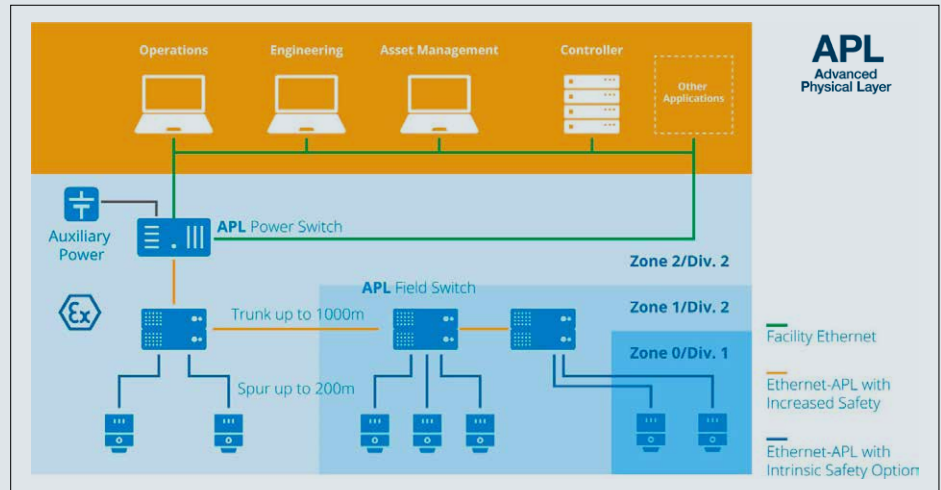 Operations
Engineering
Asset Management
Controller
Other
Applications
APL
Advanced
Physical Layer
Auxiliary
Power
APL Power Switch
Zone 2/Div. 2
Ex
APL Field Switch
Trunk up to 1000m
Zone 1/Div. 2
Spur up to 200m
Zone 0/Div. 1
Facility Ethernet
Ethernet-APL with
Increased Safety
Ethernet-APL with
Intrinsic Safety Option